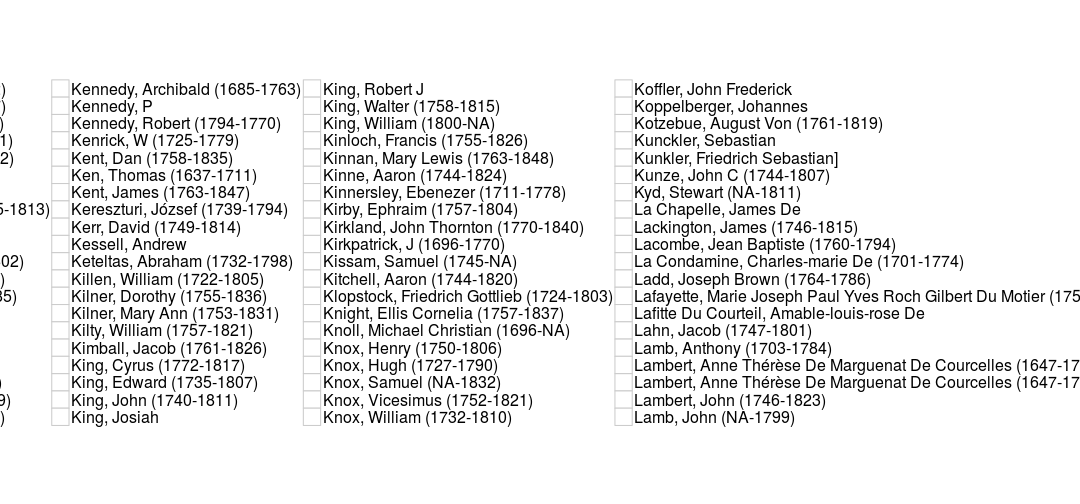 )
)
)
1)
2)
5-1813)
02)
)
35)
)
9)
)
Kennedy, Archibald (1685-1763)
Kennedy, P
Kennedy, Robert (1794-1770)
Kenrick, W (1725-1779)
Kent, Dan (1758-1835)
Ken, Thomas (1637-1711)
Kent, James (1763-1847)
Kereszturi, József (1739-1794)
Kerr, David (1749-1814)
Kessell, Andrew
Keteltas, Abraham (1732-1798)
Killen, William (1722-1805)
Kilner, Dorothy (1755-1836)
Kilner, Mary Ann (1753-1831)
Kilty, William (1757-1821)
Kimball, Jacob (1761-1826)
King, Cyrus (1772-1817)
King, Edward (1735-1807)
King, John (1740-1811)
King, Josiah
King, Robert J
King, Walter (1758-1815)
King, William (1800-NA)
Kinloch, Francis (1755-1826)
Kinnan, Mary Lewis (1763-1848)
Kinne, Aaron (1744-1824)
Kinnersley, Ebenezer (1711-1778)
Kirby, Ephraim (1757-1804)
Kirkland, John Thornton (1770-1840)
Kirkpatrick, J (1696-1770)
Kissam, Samuel (1745-NA)
Kitchell, Aaron (1744-1820)
Klopstock, Friedrich Gottlieb (1724-1803)
Knight, Ellis Cornelia (1757-1837)
Knoll, Michael Christian (1696-NA)
Knox, Henry (1750-1806)
Knox, Hugh (1727-1790)
Knox, Samuel (NA-1832)
Knox, Vicesimus (1752-1821)
Knox, William (1732-1810)
Koffler, John Frederick
Koppelberger, Johannes
Kotzebue, August Von (1761-1819)
Kunckler, Sebastian
Kunkler, Friedrich Sebastian]
Kunze, John C (1744-1807)
Kyd, Stewart (NA-1811)
La Chapelle, James De
Lackington, James (1746-1815)
Lacombe, Jean Baptiste (1760-1794)
La Condamine, Charles-marie De (1701-1774)
Ladd, Joseph Brown (1764-1786)
Lafayette, Marie Joseph Paul Yves Roch Gilbert Du Motier (175
Lafitte Du Courteil, Amable-louis-rose De
Lahn, Jacob (1747-1801)
Lamb, Anthony (1703-1784)
Lambert, Anne Thérèse De Marguenat De Courcelles (1647-17
Lambert, Anne Thérèse De Marguenat De Courcelles (1647-17
Lambert, John (1746-1823)
Lamb, John (NA-1799)